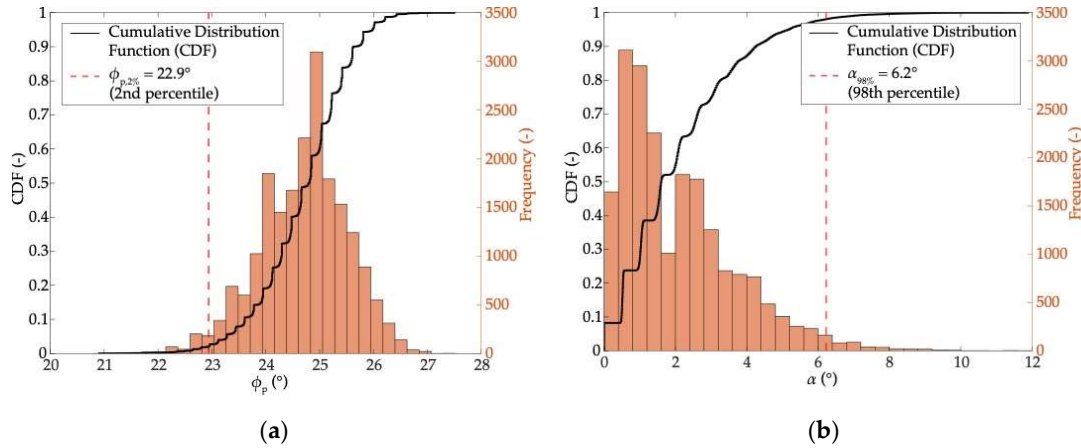 1
0.9
0.8
0.7
0.6
0.5
0.4
0.3
0.2
0.1
0
CDF (-)
Cumulative Distribution
Function (CDF)
ϕp,2% = 22.9°
(2nd percentile)
3500
3000
2500
2000
1500
1000
500
0
Frequency (-)
20 21 22 23 24 25 26 27 28
ϕp (°)
(a)
1
0.9
0.8
0.7
0.6
0.5
0.4
0.3
0.2
0.1
0
CDF (-)
Cumulative Distribution
Function (CDF)
α98% = 6.2°
(98th percentile)
3500
3000
2500
2000
1500
1000
500
0
Frequency (-)
0 2 4 6 8 10 12
α (°)
(b)